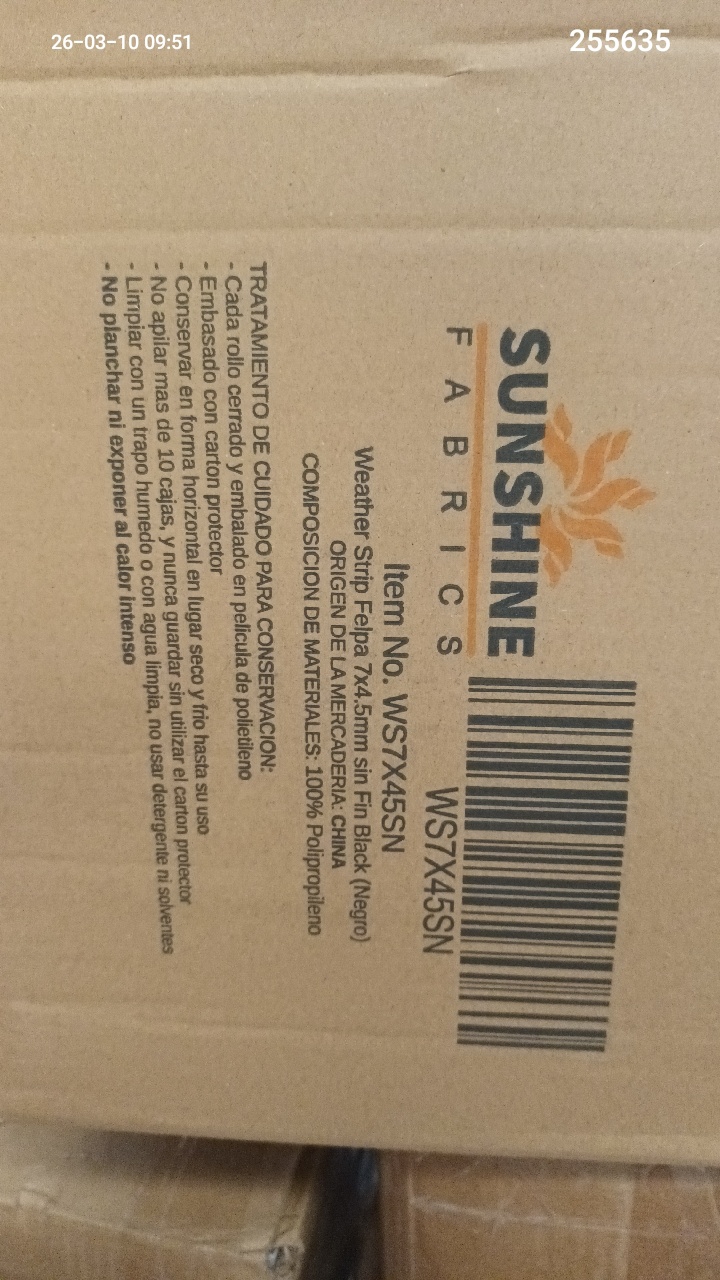 26-03-10 09:51
255635
SUNSHINE
FABRICS
WS7X45SN
Item No. WS7X45SN
Weather Strip Felpa 7x4.5mm sin Fin Black (Negro)
ORIGEN DE LA MERCADERIA: CHINA
COMPOSICION DE MATERIALES: 100% Polipropileno
TRATAMIENTO DE CUIDADO PARA CONSERVACION:
- Cada rollo cerrado y embalado en pelicula de polietileno
- Embasado con carton protector
- Conservar en forma horizontal en lugar seco y frio hasta su uso
- No apilar mas de 10 cajas, y nunca guardar sin utilizar el carton protector
- Limpiar con un trapo humedo o con agua limpia, no usar detergente ni solventes
- No planchar ni exponer al calor intenso